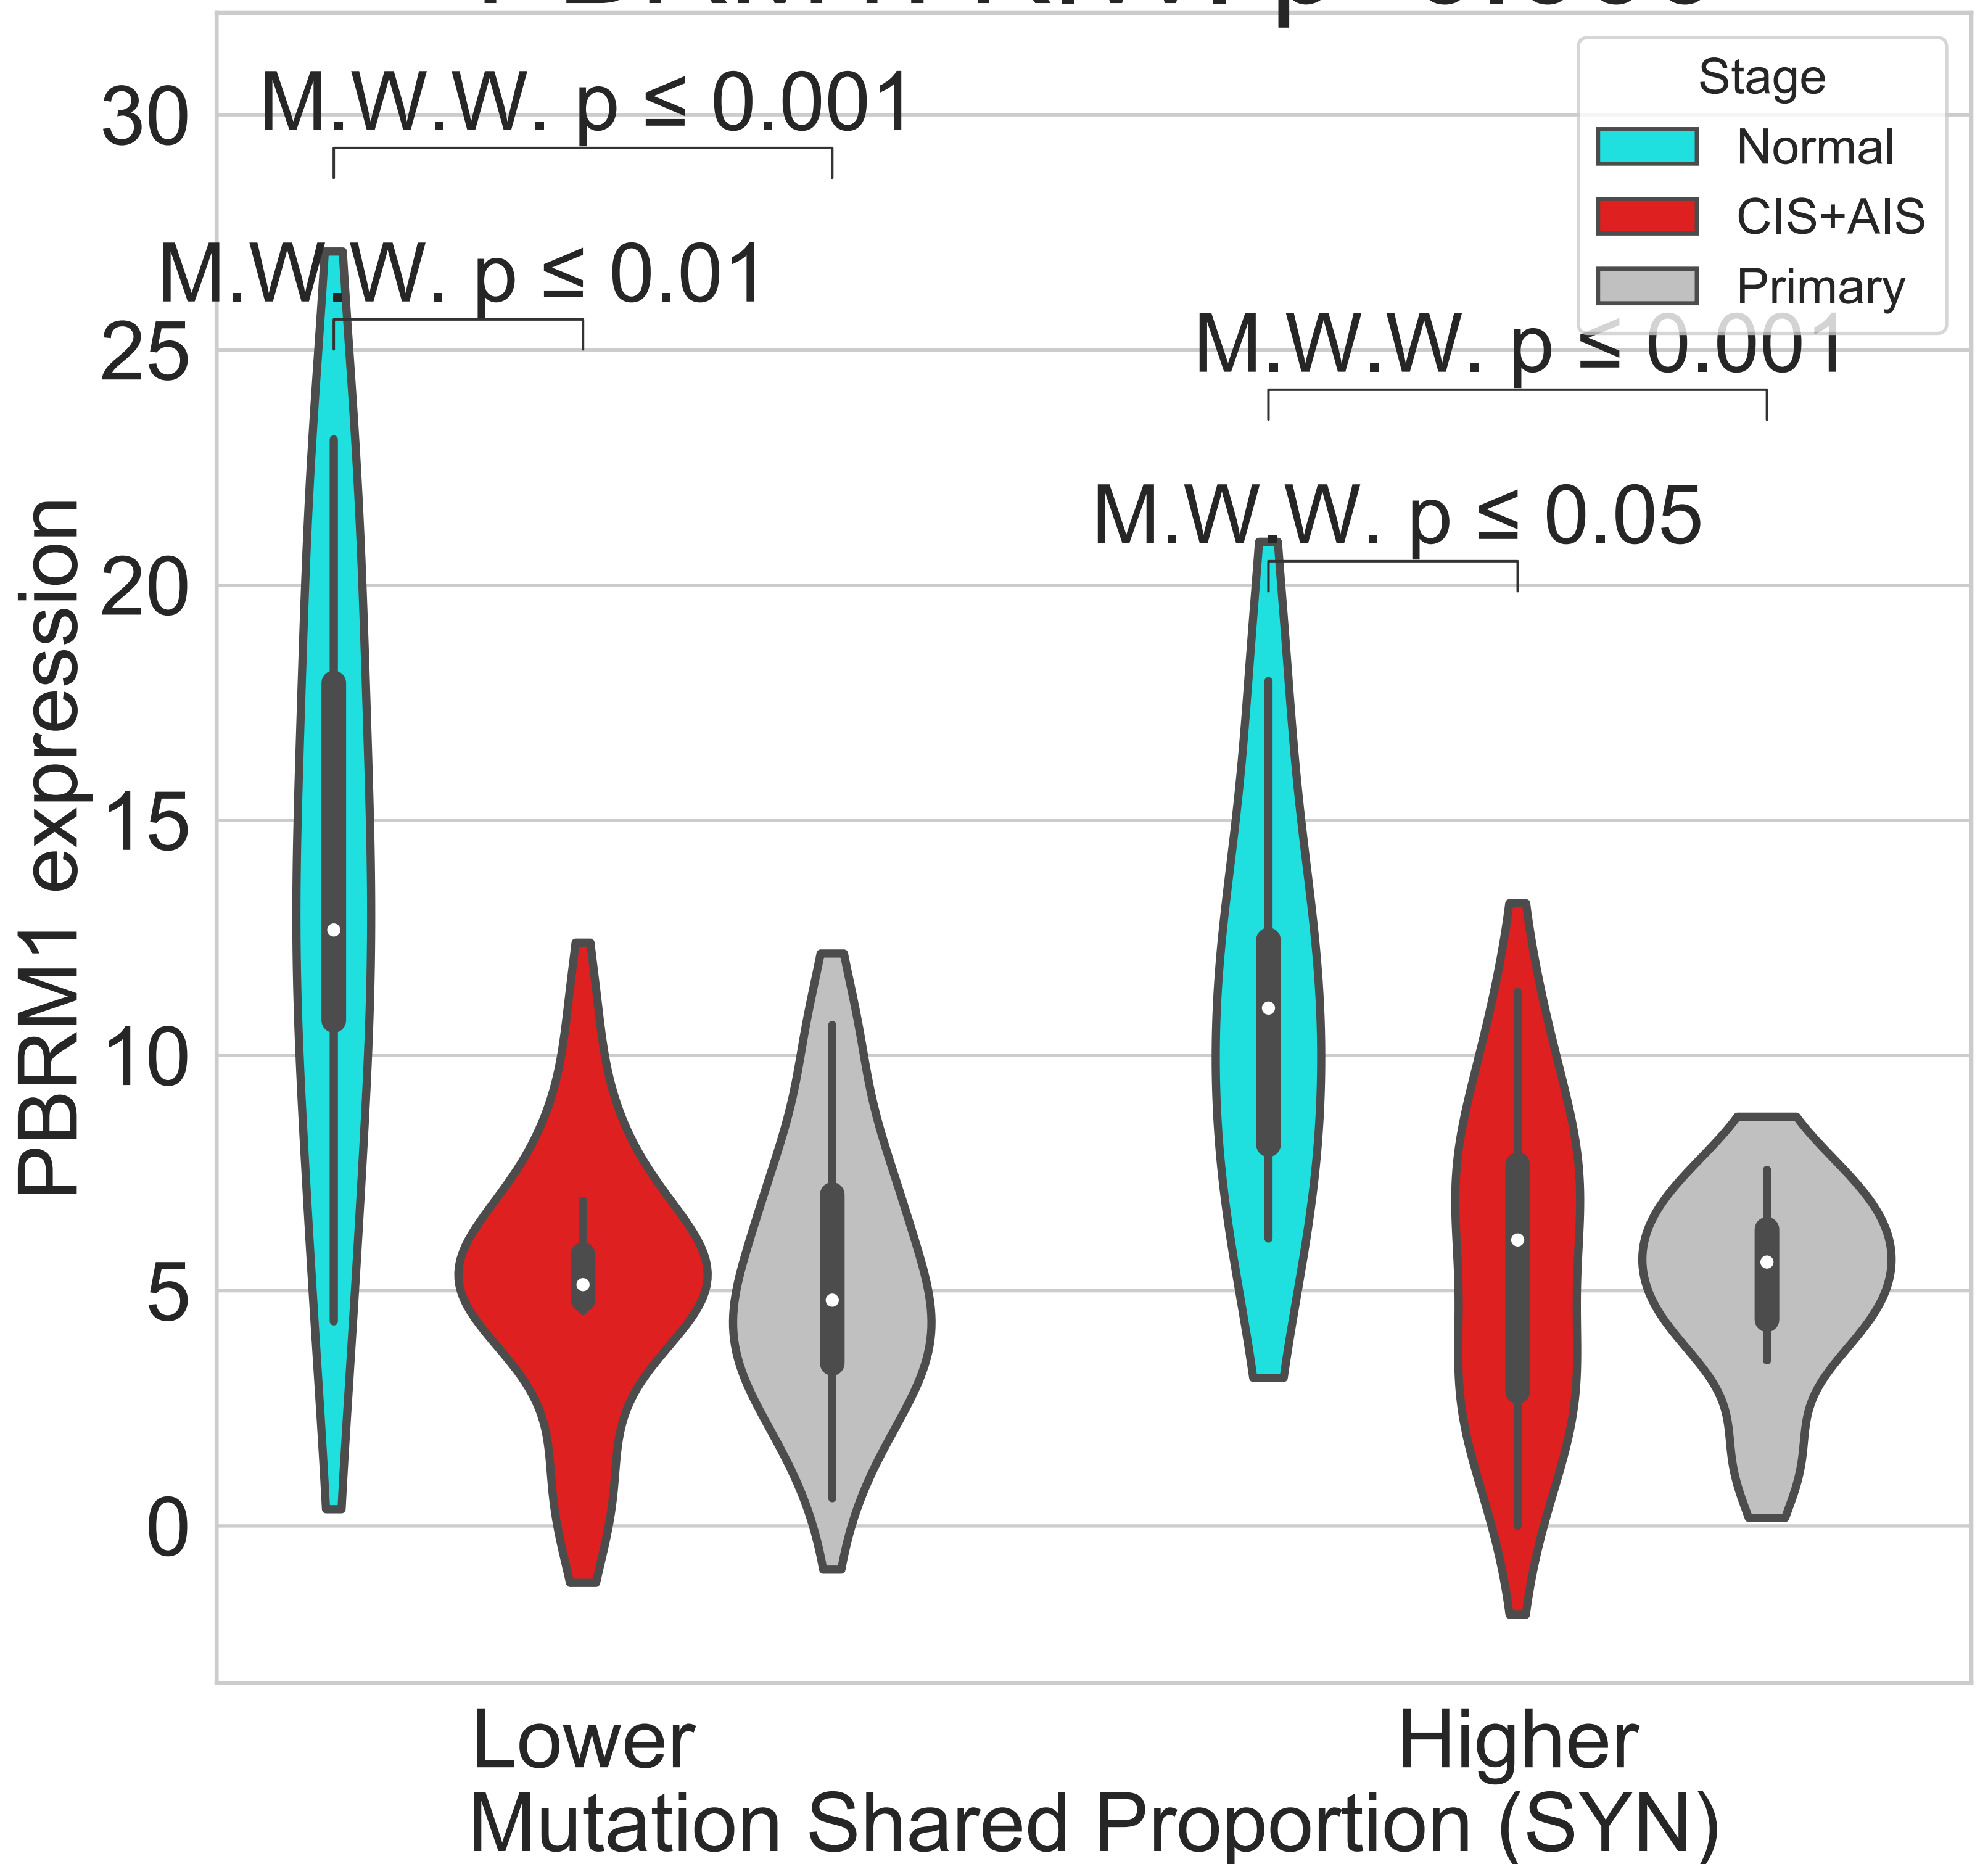 30
25
20
15
10
5
0
PBRM1 expression
M.W.W. p ≤ 0.001
M.W.W. p ≤ 0.01
M.W.W. p ≤ 0.001
M.W.W. p ≤ 0.05
Stage
Normal
CIS+AIS
Primary
Lower
Higher
Mutation Shared Proportion (SYN)